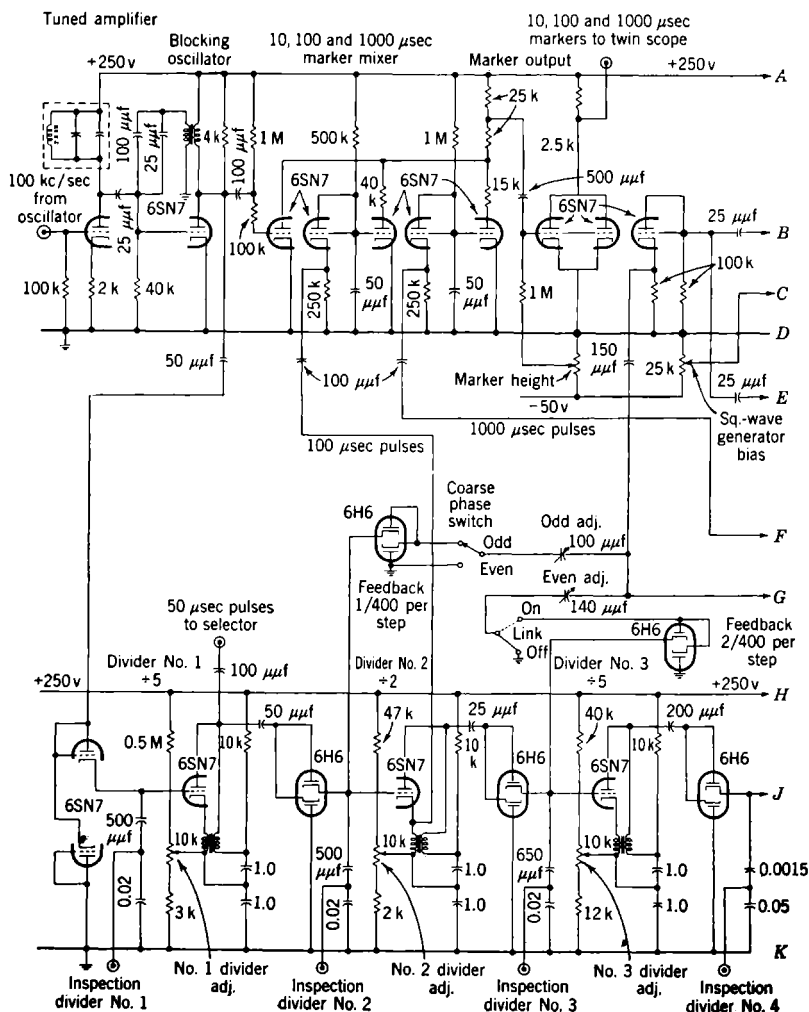 Tuned amplifier
+250 v
Blocking
oscillator
10, 100 and 1000 μsec
marker mixer
10, 100 and 1000 μsec
markers to twin scope
Marker output
+250 v
A
100 μμf
25 μμf
4 k
100 μμf
1 M
500 k
1 M
25 k
2.5 k
100 kc/sec
from
oscillator
6SN7
25 μμf
6SN7
40
k
6SN7
15 k
500 μμf
6SN7
25
μμf
B
100 k
100 k
2 k
40 k
250 k
50
μμf
250 k
50
μμf
1 M
100 k
C
D
50 μμf
100 μμf
Marker height
150
μμf
25 k
25
μμf
E
−50 v
Sq.-wave
generator
bias
100 μsec pulses
1000 μsec pulses
F
6H6
Coarse
phase
switch
Odd
Even
Odd adj.
100 μμf
Feedback
1/400 per
step
Even adj.
140 μμf
G
On
Link
Off
6H6
Feedback
2/400 per
step
50 μsec pulses
to selector
100 μμf
+250 v
Divider No. 1
÷5
Divider No. 2
÷2
Divider No. 3
÷5
+250 v
H
0.5 M
10 k
50 μμf
47 k
25 μμf
10
k
40 k
10 k
200 μμf
6SN7
6H6
6SN7
6H6
6SN7
6H6
J
6SN7
500
μμf
10 k
1.0
500
μμf
10 k
1.0
650
μμf
10 k
1.0
0.0015
0.02
3 k
1.0
0.02
2 k
1.0
0.02
12 k
1.0
0.05
K
Inspection
divider No. 1
No. 1 divider
adj.
Inspection
divider No. 2
No. 2 divider
adj.
Inspection
divider No. 3
No. 3 divider
adj.
Inspection
divider No. 4